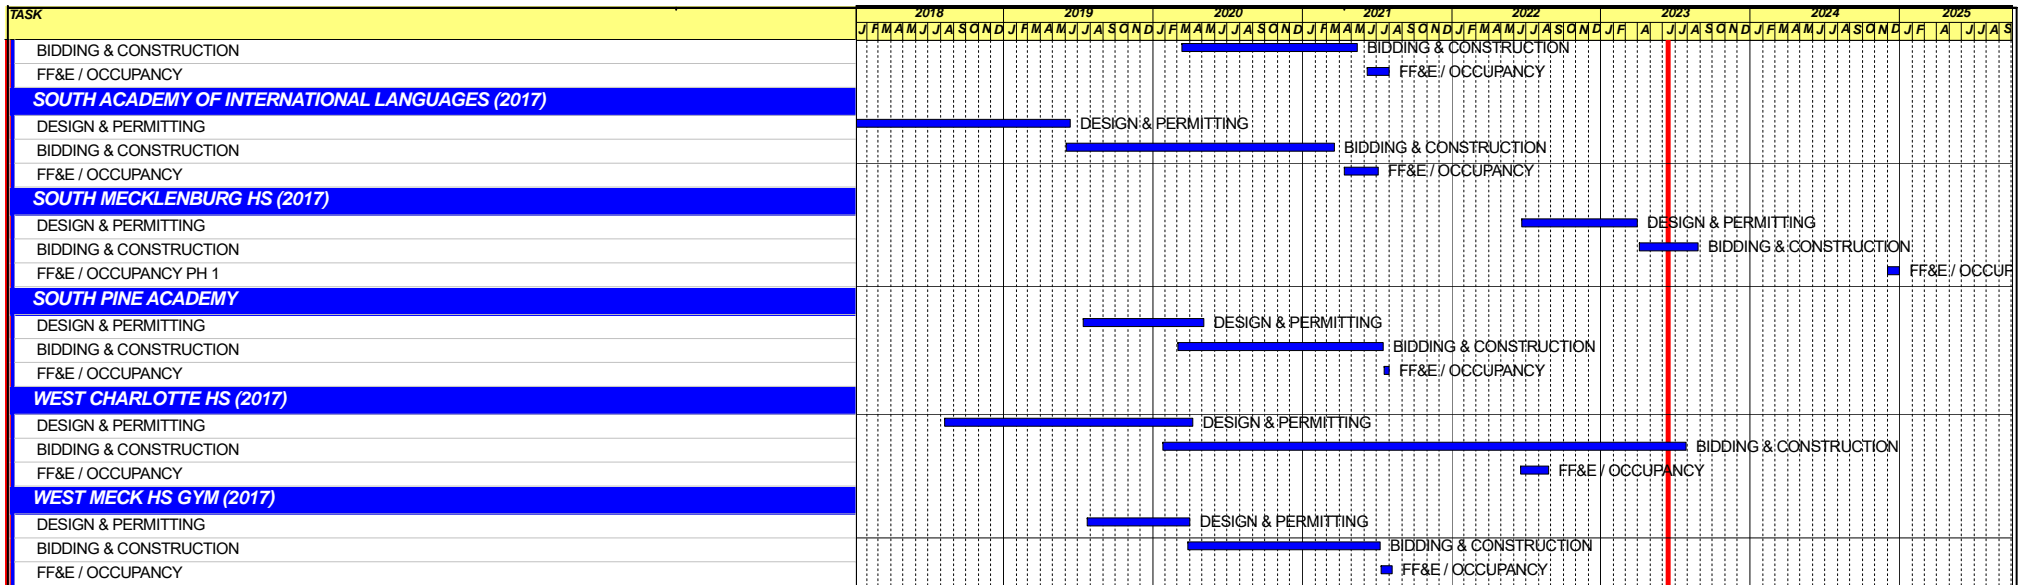 TASK 2018 2019 2020 2021 2022 2023 2024 2025
J F M A M J J A S O N D J F M A M J J A S O N D J F M A M J J A S O N D J F M A M J J A S O N D J F M A M J J A S O N D J F A J J A S O N D J F M A M J J A S O N D J F A J J A S
BIDDING & CONSTRUCTION BIDDING & CONSTRUCTION
FF&E / OCCUPANCY FF&E / OCCUPANCY
SOUTH ACADEMY OF INTERNATIONAL LANGUAGES (2017)
DESIGN & PERMITTING DESIGN & PERMITTING
BIDDING & CONSTRUCTION BIDDING & CONSTRUCTION
FF&E / OCCUPANCY FF&E / OCCUPANCY
SOUTH MECKLENBURG HS (2017)
DESIGN & PERMITTING DESIGN & PERMITTING
BIDDING & CONSTRUCTION BIDDING & CONSTRUCTION
FF&E / OCCUPANCY PH 1 FF&E / OCCUP
SOUTH PINE ACADEMY
DESIGN & PERMITTING DESIGN & PERMITTING
BIDDING & CONSTRUCTION BIDDING & CONSTRUCTION
FF&E / OCCUPANCY FF&E / OCCUPANCY
WEST CHARLOTTE HS (2017)
DESIGN & PERMITTING DESIGN & PERMITTING
BIDDING & CONSTRUCTION BIDDING & CONSTRUCTION
FF&E / OCCUPANCY FF&E / OCCUPANCY
WEST MECK HS GYM (2017)
DESIGN & PERMITTING DESIGN & PERMITTING
BIDDING & CONSTRUCTION BIDDING & CONSTRUCTION
FF&E / OCCUPANCY FF&E / OCCUPANCY